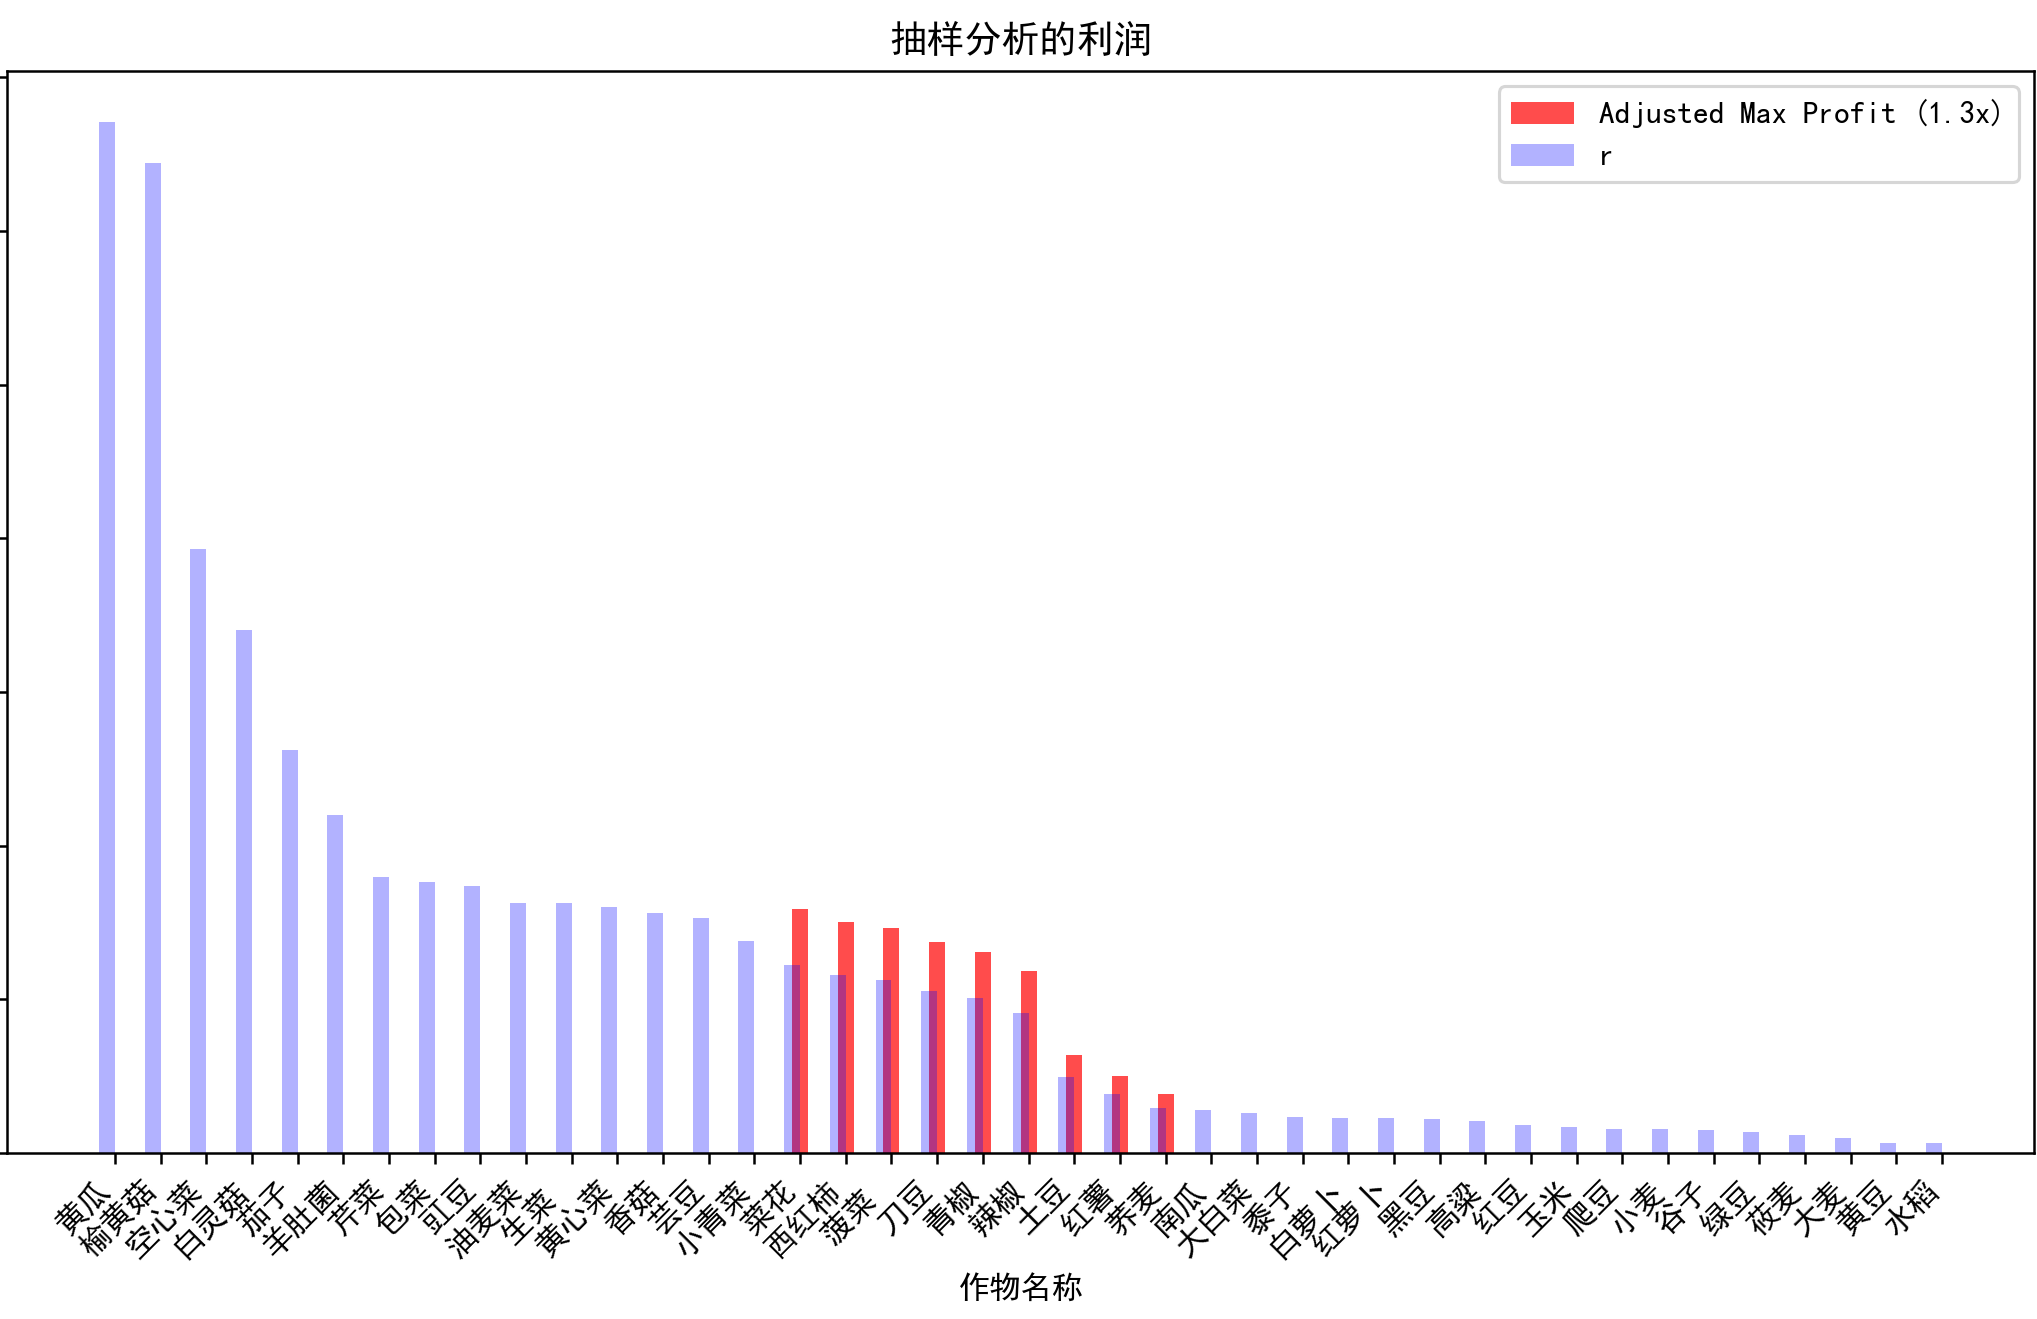 抽样分析的利润
Adjusted Max Profit (1.3x)
r
黄瓜
榆黄菇
空心菜
白灵菇
茄子
羊肚菌
芹菜
包菜
豇豆
油麦菜
生菜
黄心菜
香菇
芸豆
小青菜
菜花
西红柿
菠菜
刀豆
青椒
辣椒
土豆
红薯
荞麦
南瓜
大白菜
黍子
白萝卜
红萝卜
黑豆
高粱
红豆
玉米
爬豆
小麦
谷子
绿豆
莜麦
大麦
黄豆
水稻
作物名称